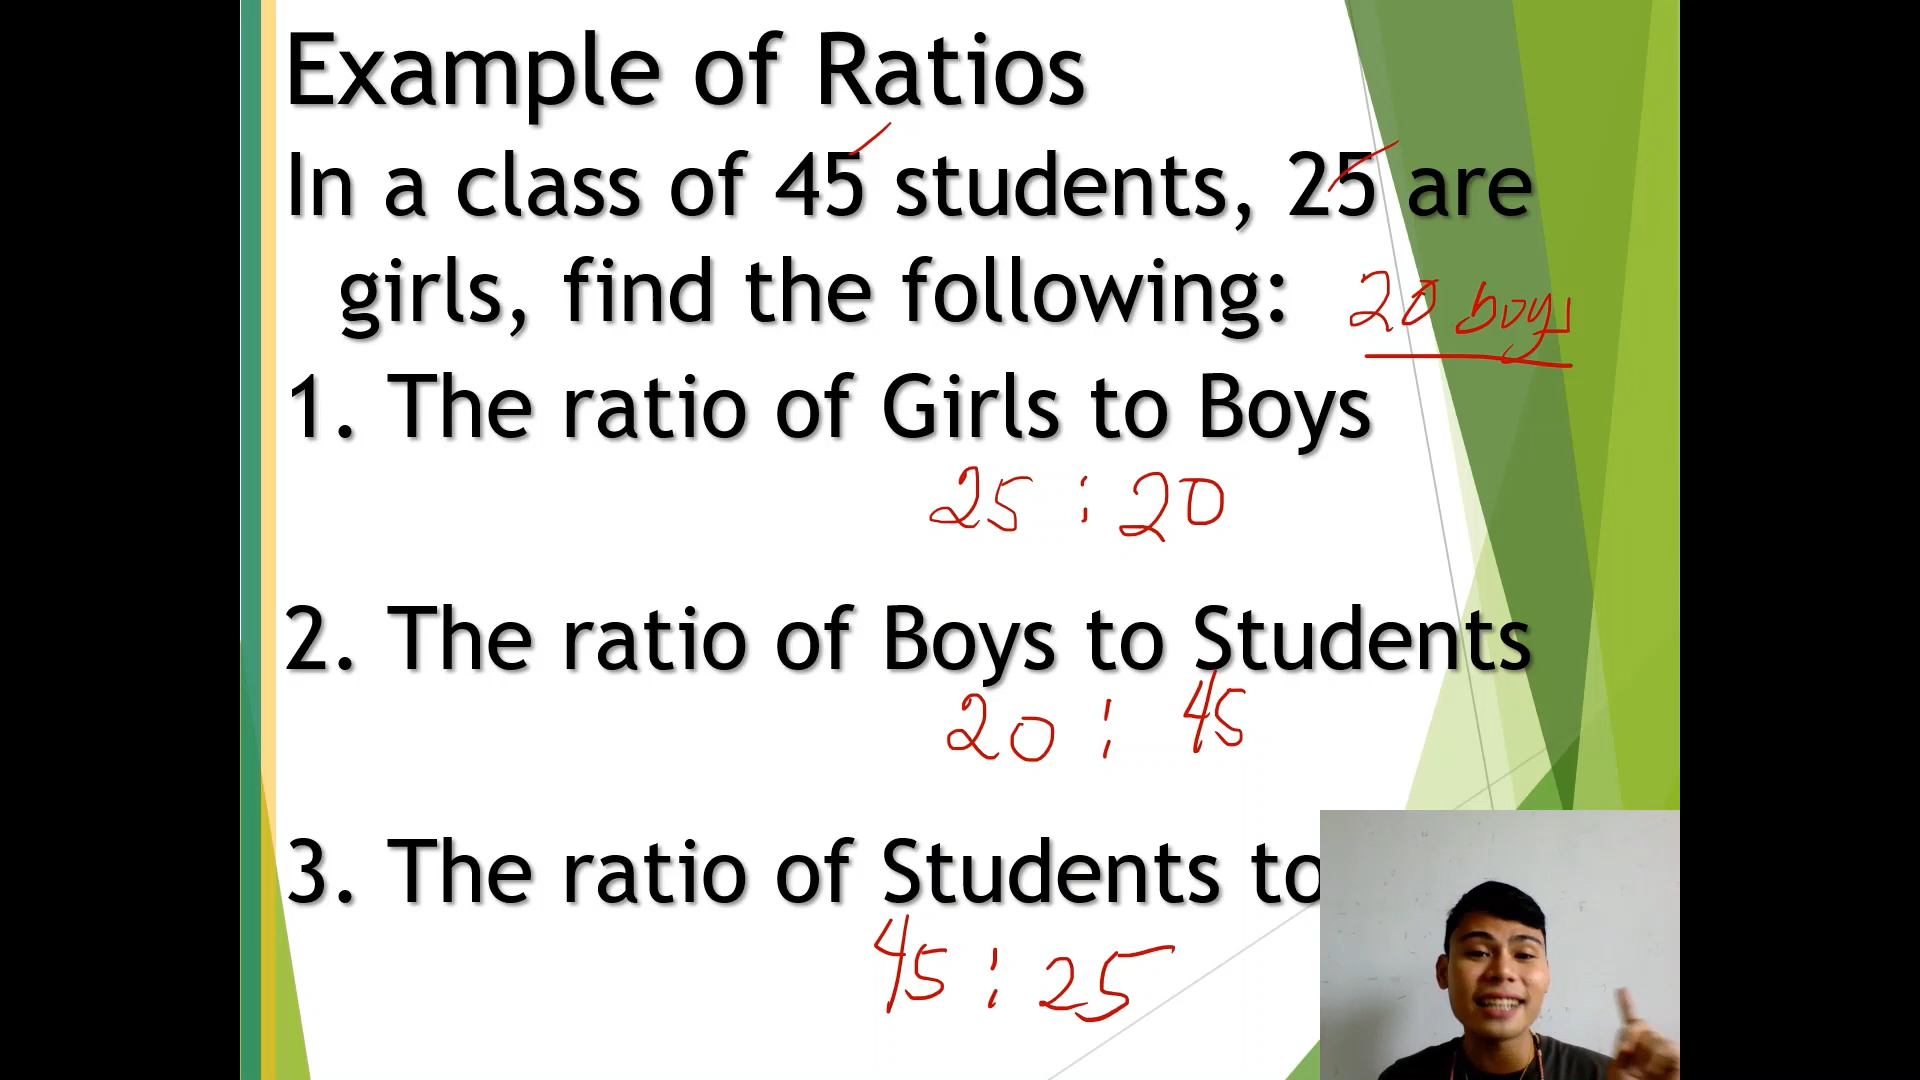 Example of Ratios
In a class of 45 students, 25 are
girls, find the following:
20 boys
1. The ratio of Girls to Boys
25 : 20
2. The ratio of Boys to Students
20 : 45
3. The ratio of Students to
45 : 25